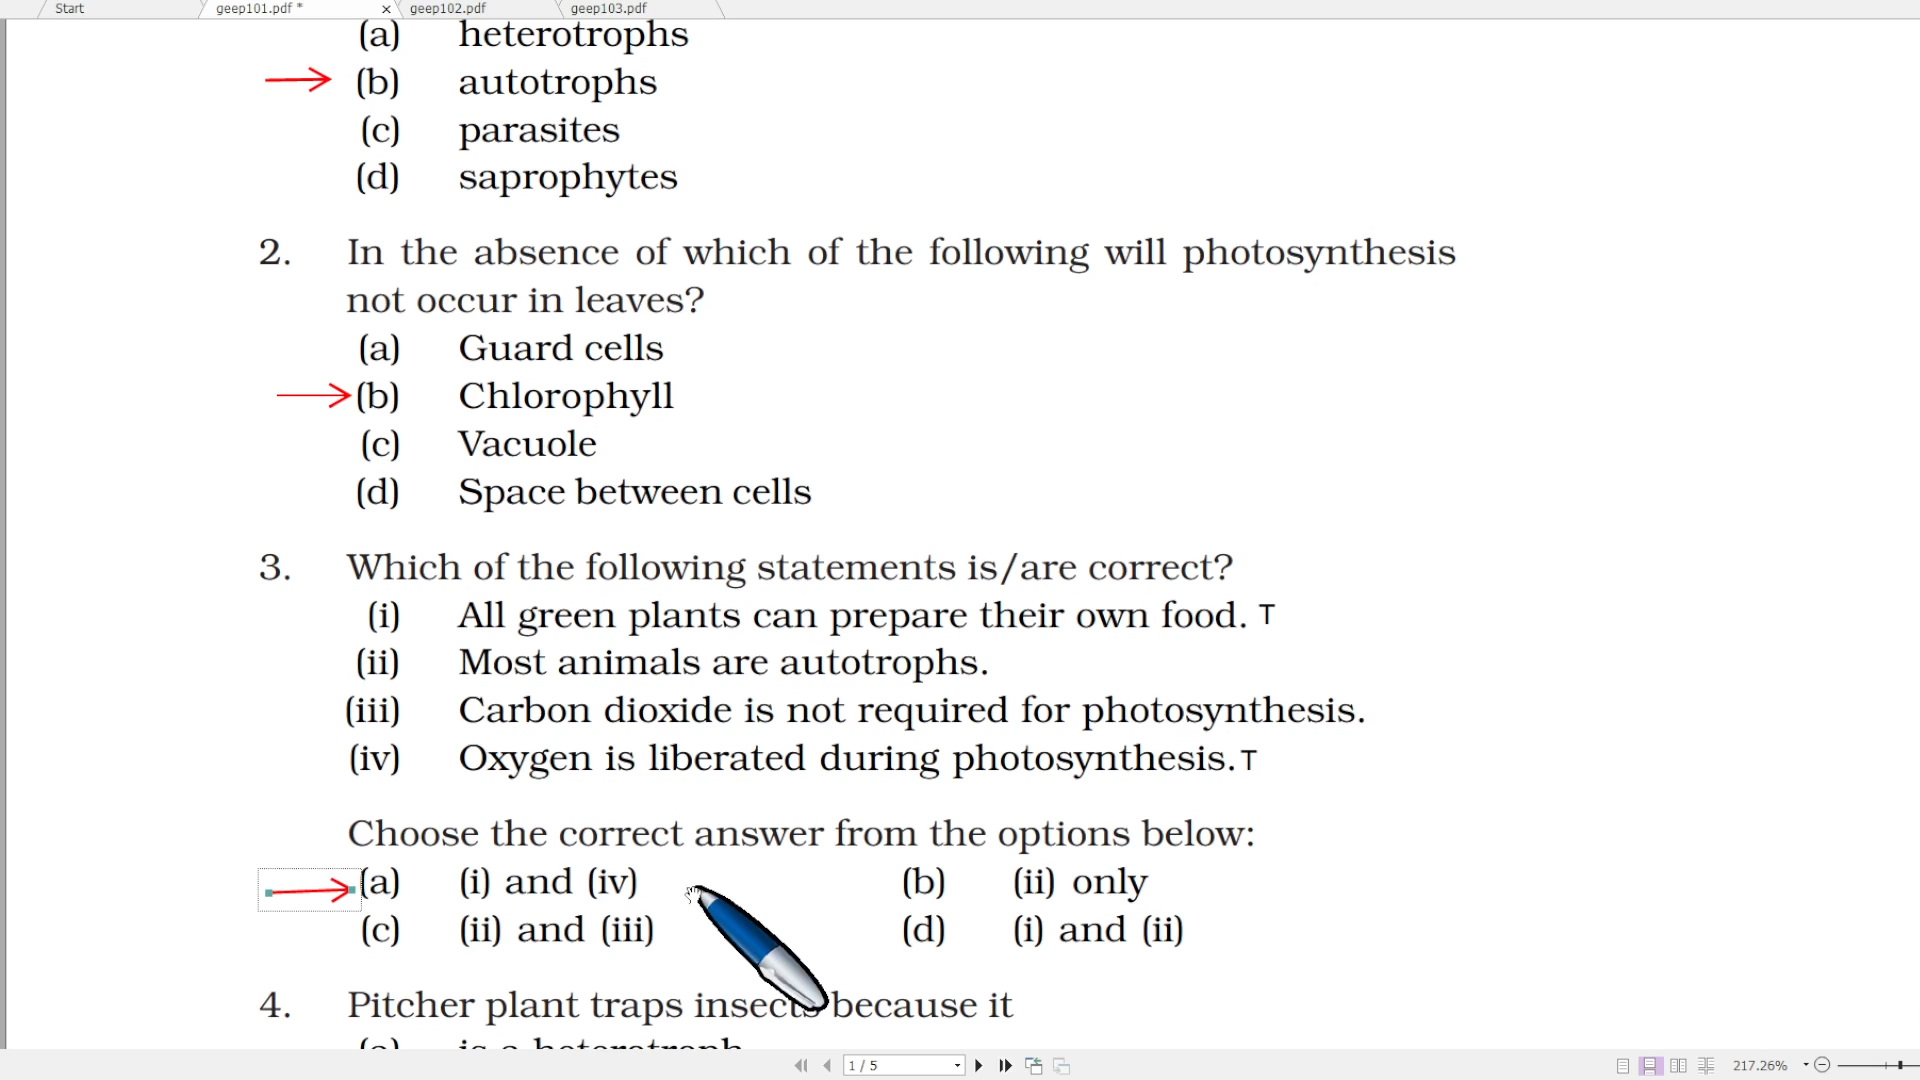 Start geep101.pdf * × geep102.pdf geep103.pdf
(a) heterotrophs
(b) autotrophs
(c) parasites
(d) saprophytes
2. In the absence of which of the following will photosynthesis
not occur in leaves?
(a) Guard cells
(b) Chlorophyll
(c) Vacuole
(d) Space between cells
3. Which of the following statements is/are correct?
(i) All green plants can prepare their own food. T
(ii) Most animals are autotrophs.
(iii) Carbon dioxide is not required for photosynthesis.
(iv) Oxygen is liberated during photosynthesis. T
Choose the correct answer from the options below:
(a) (i) and (iv) (b) (ii) only
(c) (ii) and (iii) (d) (i) and (ii)
4. Pitcher plant traps insects because it
(a) is a heterotroph
1 / 5 217.26%